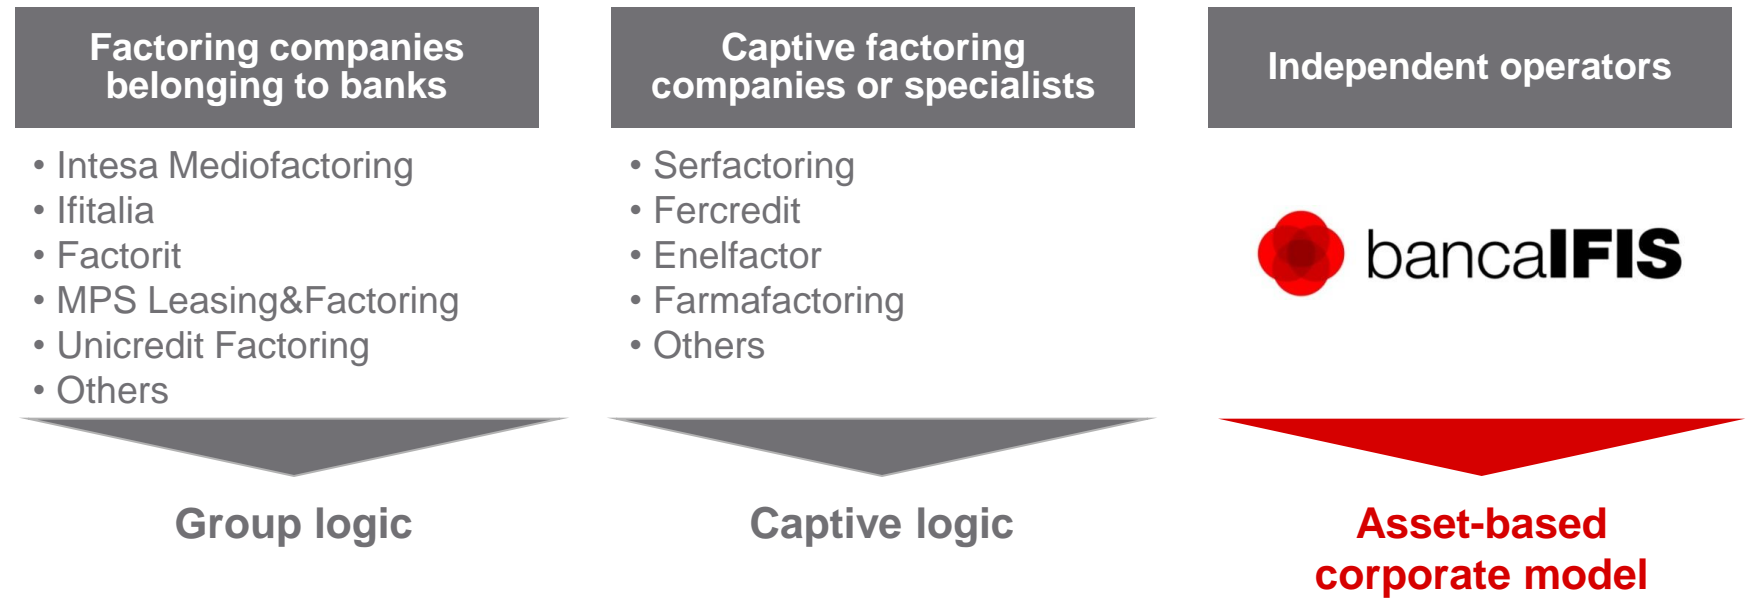 Factoring companies
belonging to banks
• Intesa Mediofactoring
• Ifitalia
• Factorit
• MPS Leasing&Factoring
• Unicredit Factoring
• Others
Group logic
Captive factoring
companies or specialists
• Serfactoring
• Fercredit
• Enelfactor
• Farmafactoring
• Others
Captive logic
Independent operators
bancaIFIS
Asset-based
corporate model